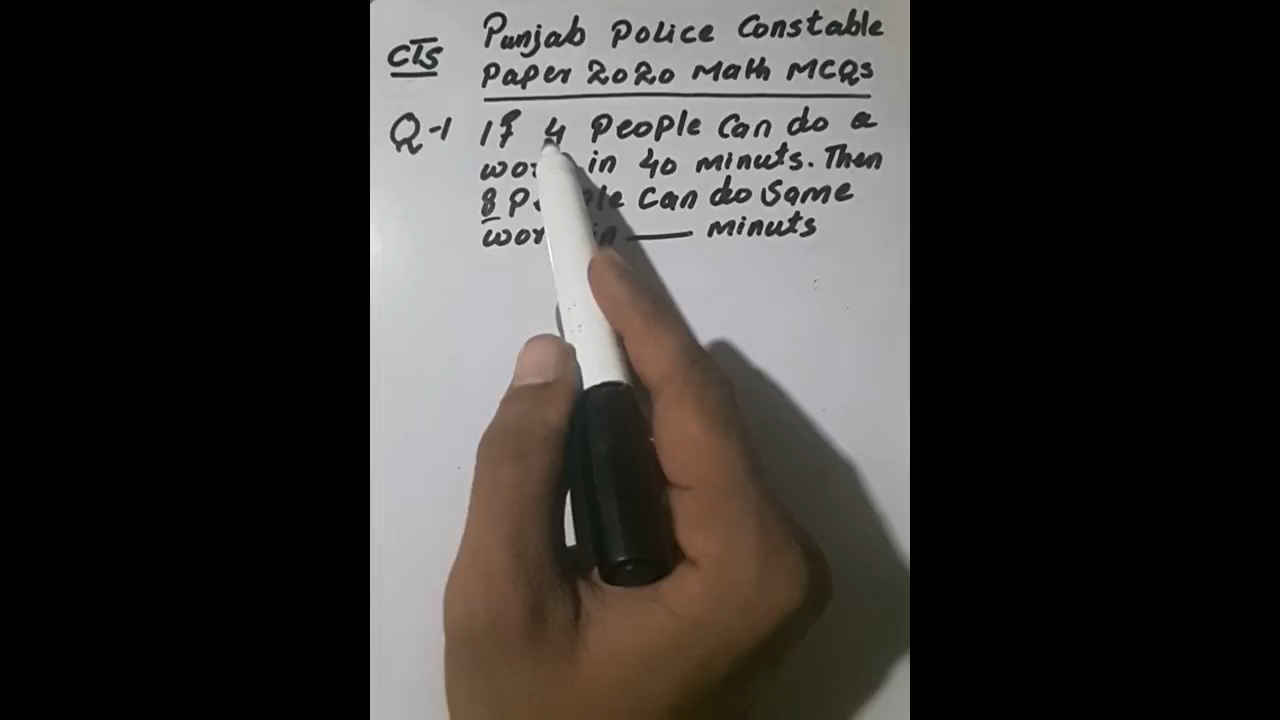 CTS Punjab Police Constable
Paper 2020 Math MCQs
Q-1 If 4 People Can do a
in 40 minuts. Then
8 Can do Same
minuts